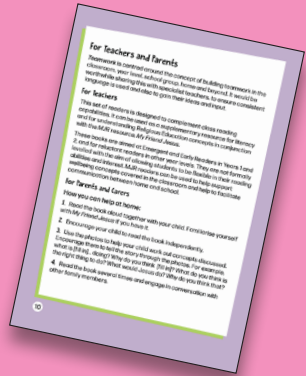 For Teachers and Parents
Teamwork is centred around the concept of building teamwork in the
classroom, year level, school group, home and beyond. It would be
worthwhile sharing this with specialist teachers, to ensure consistent
language is used and also to gain their ideas and input.
For Teachers
This set of readers is designed to complement class reading
capabilities. It can be used as a supplementary resource for literacy
and for understanding Religious Education concepts in conjunction
with the MJR resource, My Friend Jesus.
These books are aimed at Emergent and Early Readers in Years 1 and
2, and for reluctant readers in other year levels. They are not formally
levelled with the aim of allowing students to be flexible in their reading
abilities and interest. MJR readers can be used to help support
wellbeing concepts covered in the classroom and help to facilitate
communication between home and school.
For Parents and Carers
How you can help at home:
1. Read the book aloud together with your child. Familiarise yourself
with My Friend Jesus if you have it.
2. Encourage your child to read the book independently.
3. Use the photos to help your child work out concepts discussed.
Encourage them to tell the story through the photos. For example,
what is [fill in].. doing? Why do you think [fill in]? What do you think is
the right thing to do? What would Jesus do? Why do you think that?
4. Read the book several times and engage in conversation with
other family members.
10